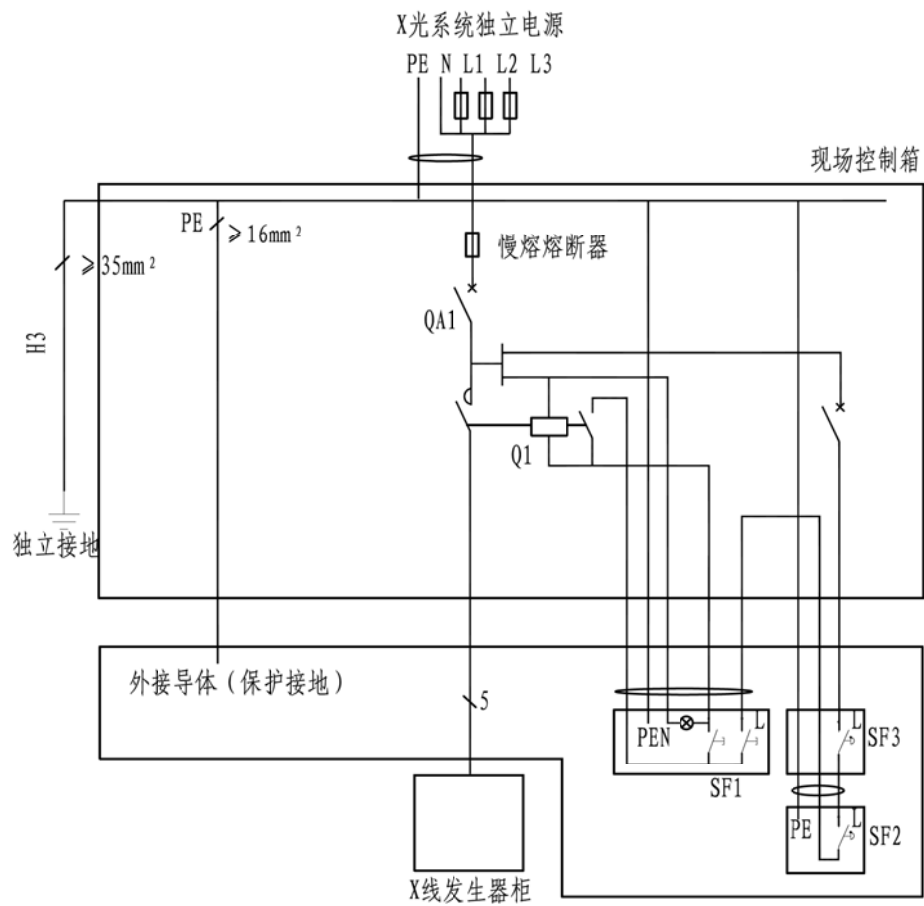 X光系统独立电源
PE N L1 L2 L3
现场控制箱
PE ≥16mm²
≥35mm²
慢熔熔断器
QA1
H3
Q1
独立接地
外接导体（保护接地）
5
PEN L
L SF3
SF1
PE L SF2
X线发生器柜